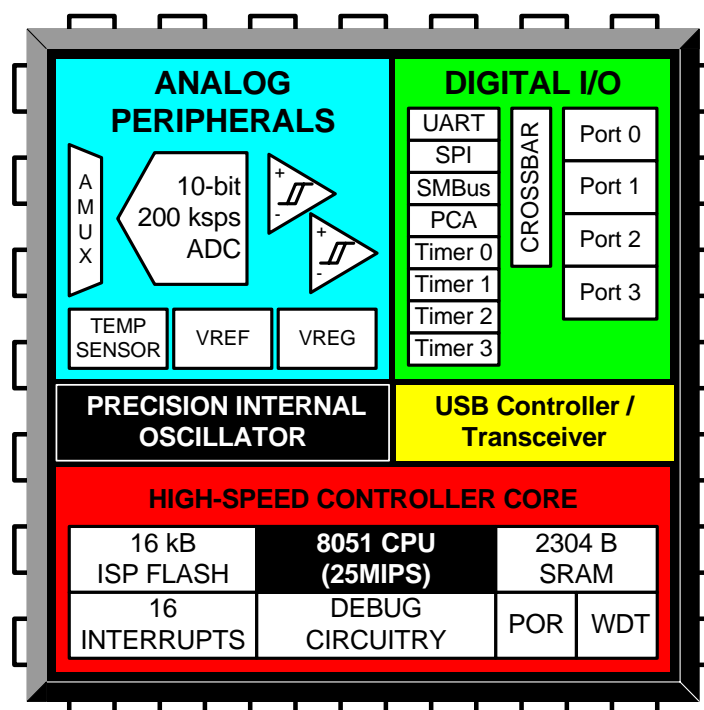 ANALOG
PERIPHERALS
A
M
U
X
10-bit
200 ksps
ADC
+
-
+
-
TEMP
SENSOR
VREF
VREG
DIGITAL I/O
UART
SPI
SMBus
PCA
Timer 0
Timer 1
Timer 2
Timer 3
CROSSBAR
Port 0
Port 1
Port 2
Port 3
PRECISION INTERNAL
OSCILLATOR
USB Controller /
Transceiver
HIGH-SPEED CONTROLLER CORE
16 kB
ISP FLASH
8051 CPU
(25MIPS)
2304 B
SRAM
16
INTERRUPTS
DEBUG
CIRCUITRY
POR
WDT